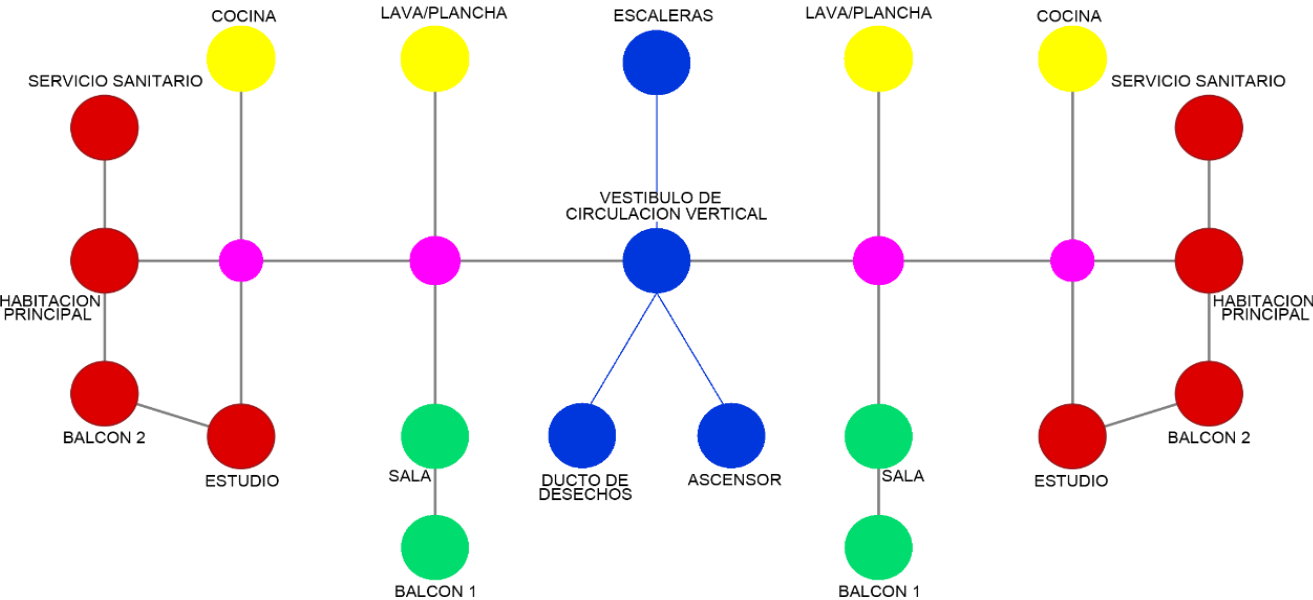 COCINA
LAVA/PLANCHA
ESCALERAS
LAVA/PLANCHA
COCINA
SERVICIO SANITARIO
SERVICIO SANITARIO
VESTIBULO DE
CIRCULACION VERTICAL
HABITACION
PRINCIPAL
HABITACION
PRINCIPAL
BALCON 2
BALCON 2
ESTUDIO
SALA
DUCTO DE
DESECHOS
ASCENSOR
SALA
ESTUDIO
BALCON 1
BALCON 1